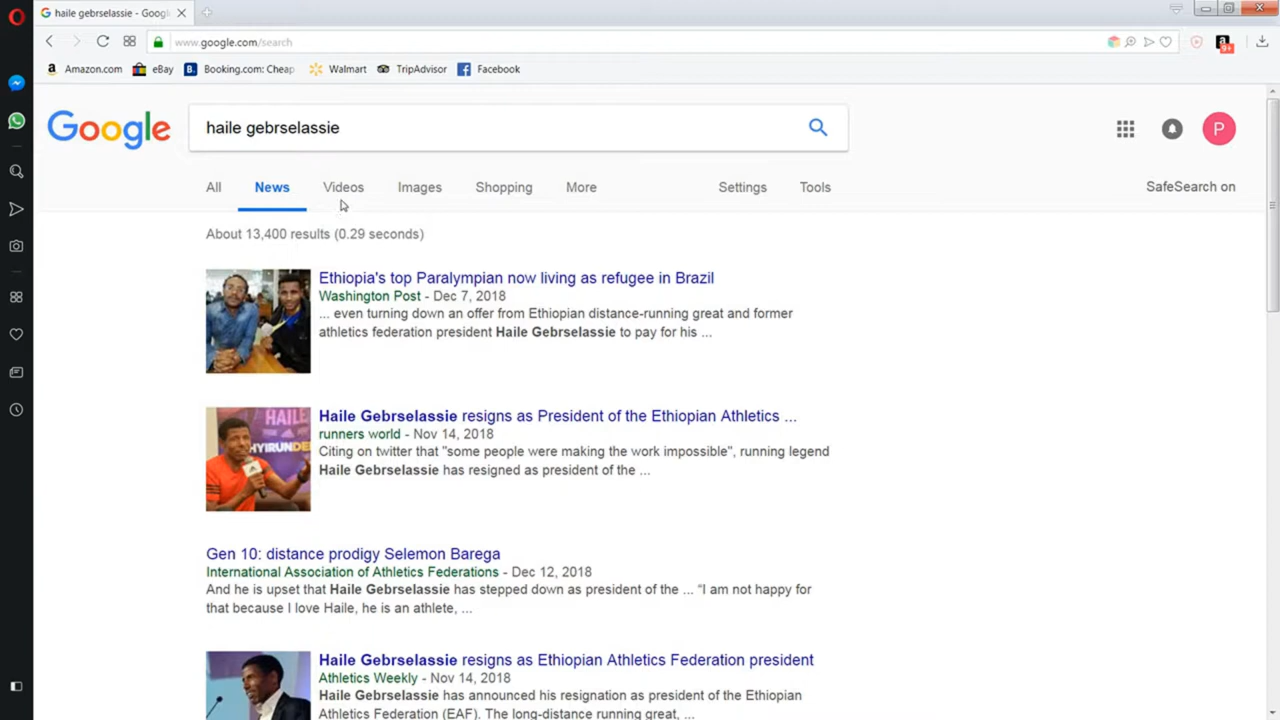 haile gebrselassie - Googl
www.google.com/search
9+
Amazon.com eBay Booking.com: Cheap Walmart TripAdvisor Facebook
Google
haile gebrselassie
P
All News Videos Images Shopping More Settings Tools
SafeSearch on
About 13,400 results (0.29 seconds)
Ethiopia's top Paralympian now living as refugee in Brazil
Washington Post - Dec 7, 2018
... even turning down an offer from Ethiopian distance-running great and former
athletics federation president Haile Gebrselassie to pay for his ...
HAILE
HYIRUNDE
Haile Gebrselassie resigns as President of the Ethiopian Athletics ...
runners world - Nov 14, 2018
Citing on twitter that "some people were making the work impossible", running legend
Haile Gebrselassie has resigned as president of the ...
Gen 10: distance prodigy Selemon Barega
International Association of Athletics Federations - Dec 12, 2018
And he is upset that Haile Gebrselassie has stepped down as president of the ... “I am not happy for
that because I love Haile, he is an athlete, ...
Haile Gebrselassie resigns as Ethiopian Athletics Federation president
Athletics Weekly - Nov 14, 2018
Haile Gebrselassie has announced his resignation as president of the Ethiopian
Athletics Federation (EAF). The long-distance running great, ...